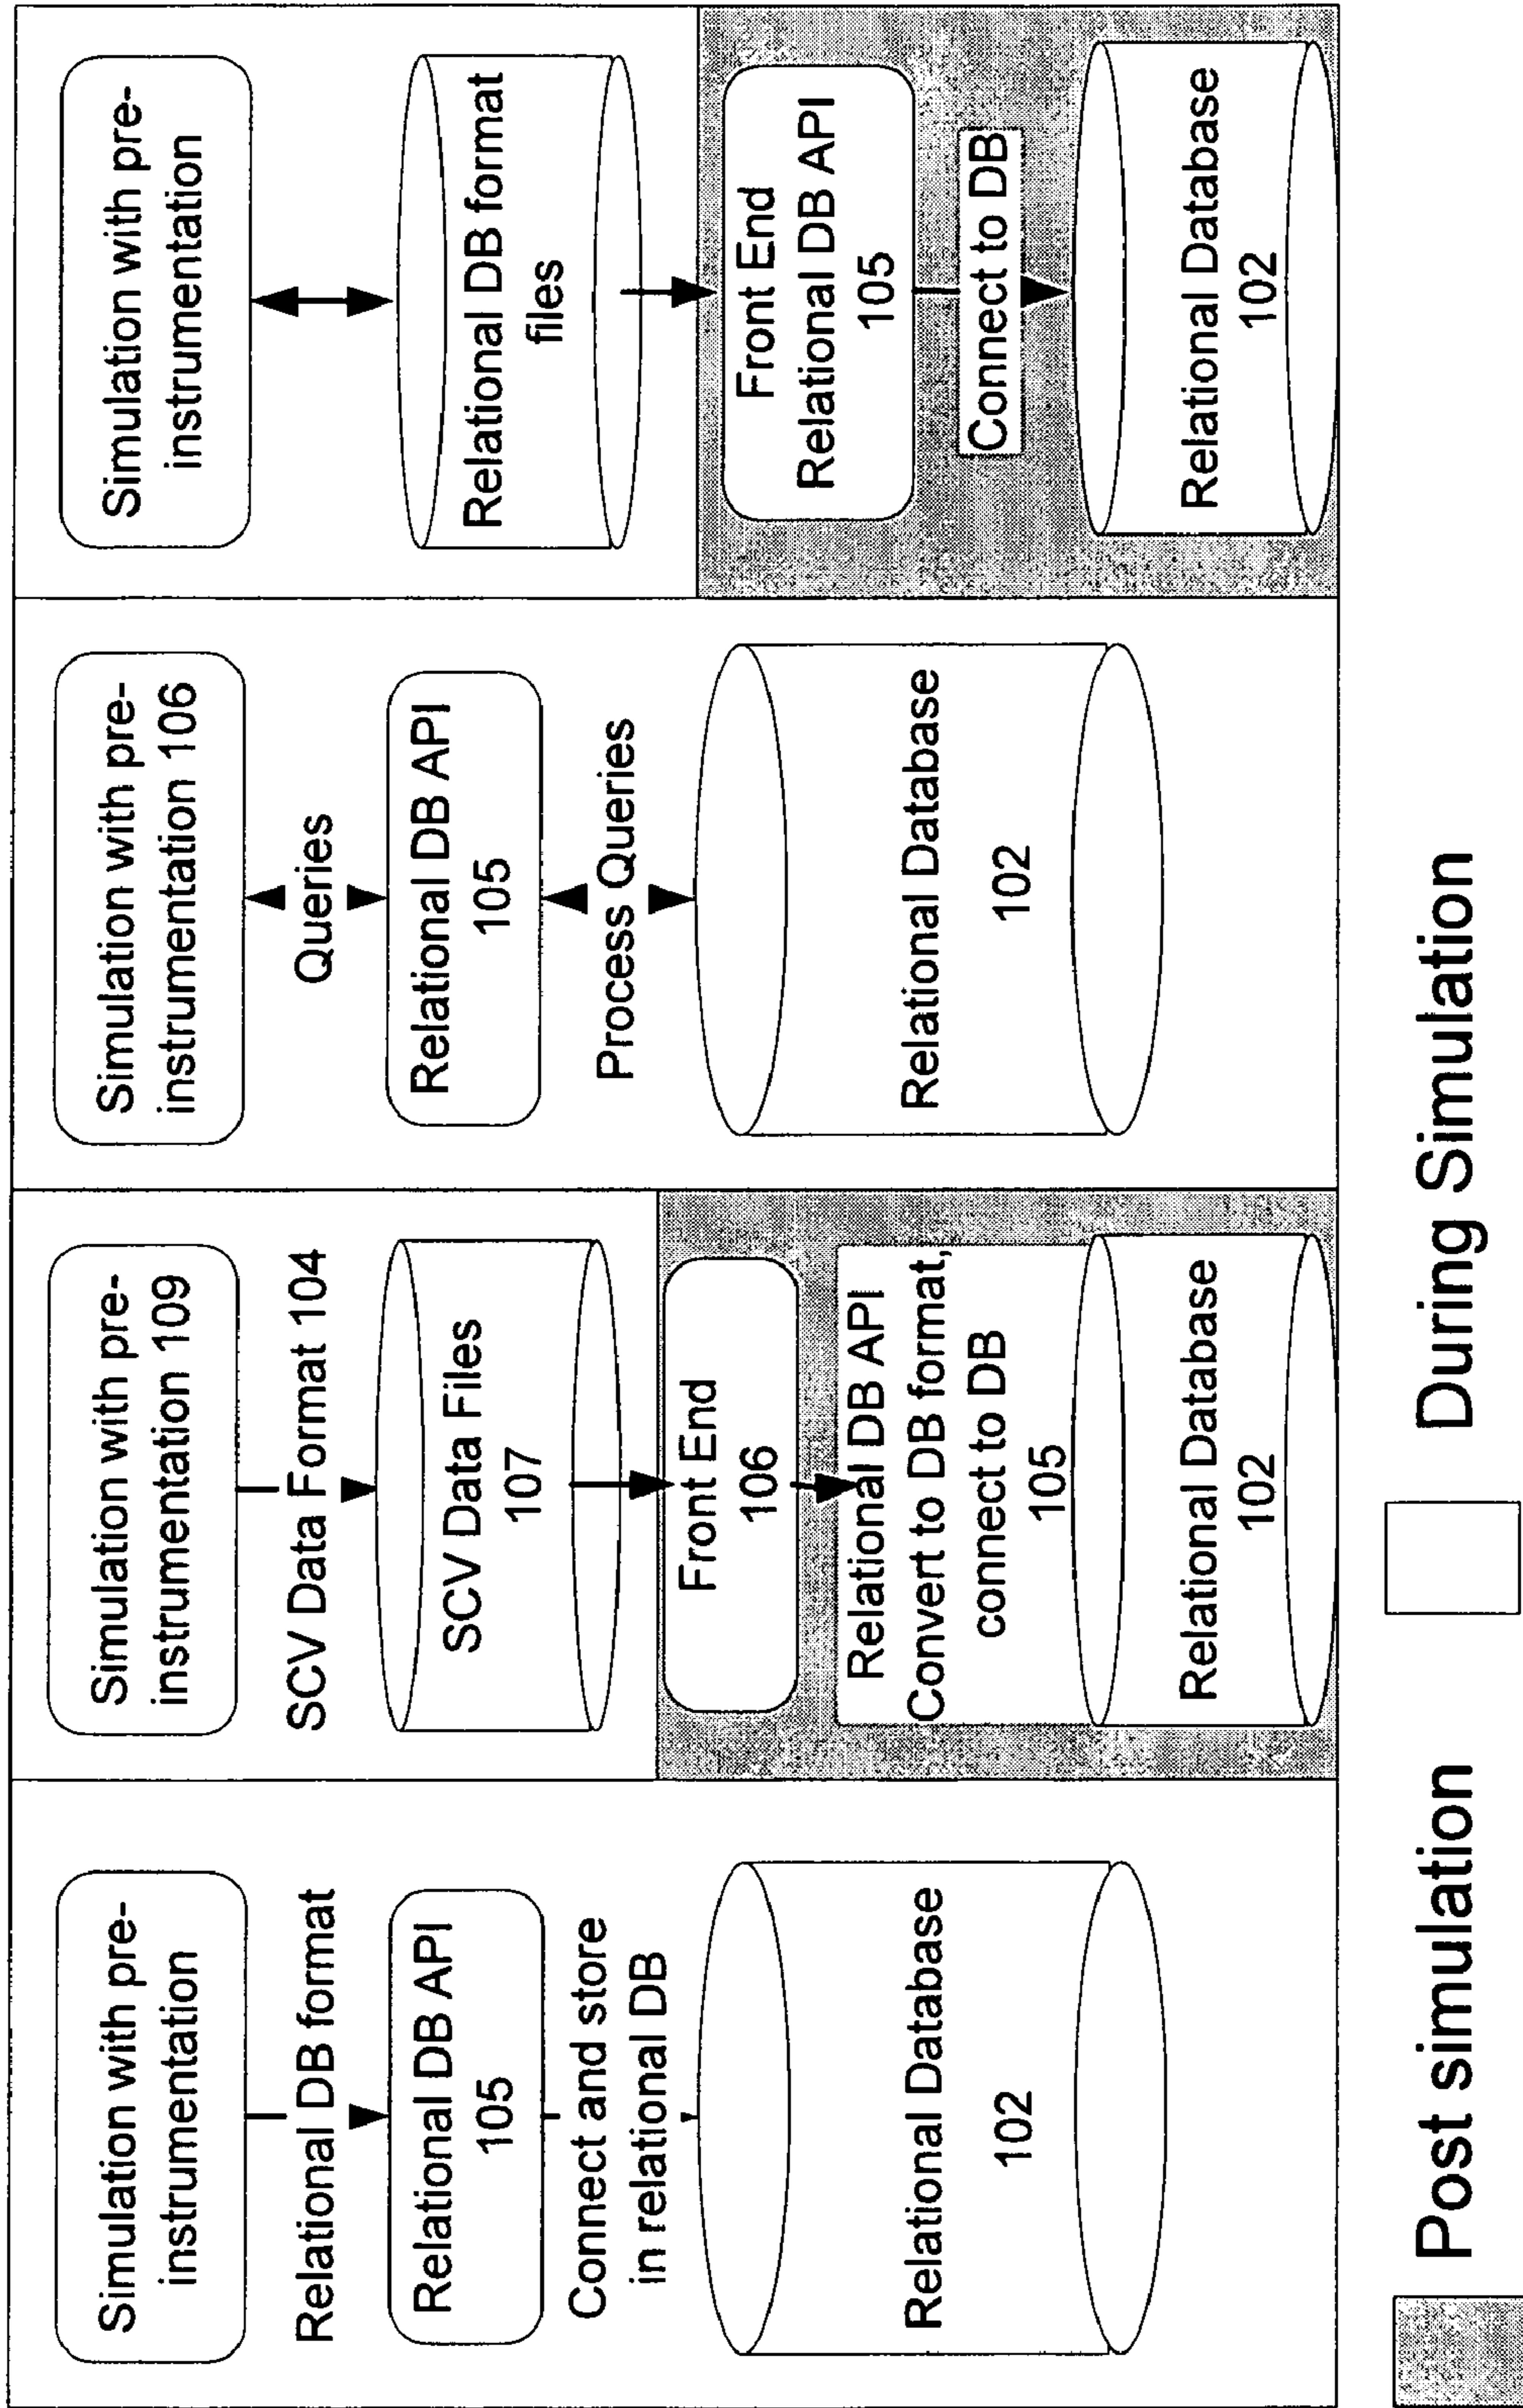 Simulation with pre-
instrumentation
Relational DB format
Relational DB API
105
Connect and store
in relational DB
Relational Database
102
Simulation with pre-
instrumentation 109
SCV Data Format 104
SCV Data Files
107
Front End
106
Relational DB API
Convert to DB format,
connect to DB
105
Relational Database
102
Simulation with pre-
instrumentation 106
Queries
Relational DB API
105
Process Queries
Relational Database
102
Simulation with pre-
instrumentation
Relational DB format
files
Front End
Relational DB API
105
Connect to DB
Relational Database
102
Post simulation
During Simulation